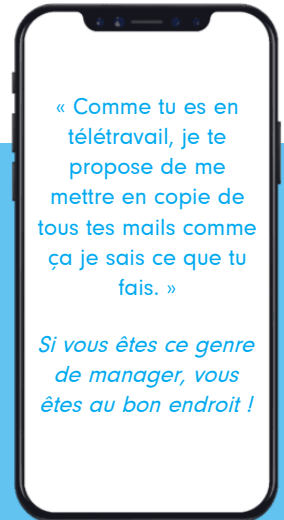 « Comme tu es en
télétravail, je te
propose de me
mettre en copie de
tous tes mails comme
ça je sais ce que tu
fais. »
Si vous êtes ce genre
de manager, vous
êtes au bon endroit !